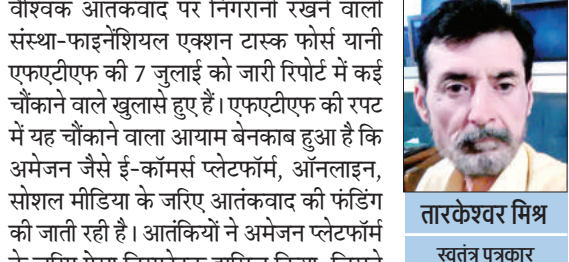 वैश्विक आतंकवाद पर निगरानी रखने वाली
संस्था-फाइनेंशियल एक्शन टास्क फोर्स यानी
एफएटीएफ की 7 जुलाई को जारी रिपोर्ट में कई
चौंकाने वाले खुलासे हुए हैं। एफएटीएफ की रपट
में यह चौंकाने वाला आयाम बेनकाब हुआ है कि
अमेजन जैसे ई-कॉमर्स प्लेटफॉर्म, ऑनलाइन,
सोशल मीडिया के जरिए आतंकवाद की फंडिंग
की जाती रही है। आतंकियों ने अमेजन प्लेटफॉर्म
तारकेश्वर मिश्र
स्वतंत्र पत्रकार